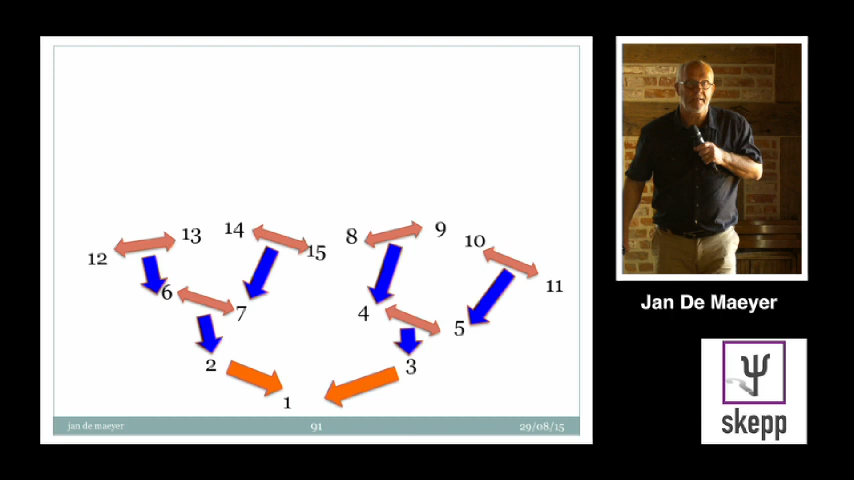 12 13 14 15 8 9 10 11
6 7 4 5
2 3
1
jan de maeyer 91 29/08/15
Jan De Maeyer
ψ
skepp